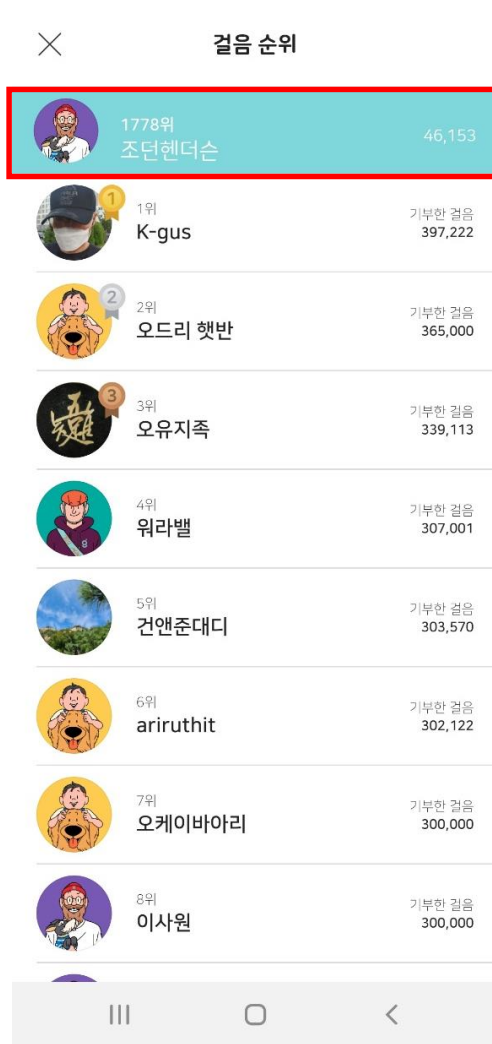 걸음 순위
1778위
조던헨더슨
46,153
1
1위
K-gus
기부한 걸음
397,222
2
2위
오드리 햇반
기부한 걸음
365,000
3
3위
오유지족
기부한 걸음
339,113
4위
워라밸
기부한 걸음
307,001
5위
건앤준대디
기부한 걸음
303,570
6위
ariruthit
기부한 걸음
302,122
7위
오케이바아리
기부한 걸음
300,000
8위
이사원
기부한 걸음
300,000